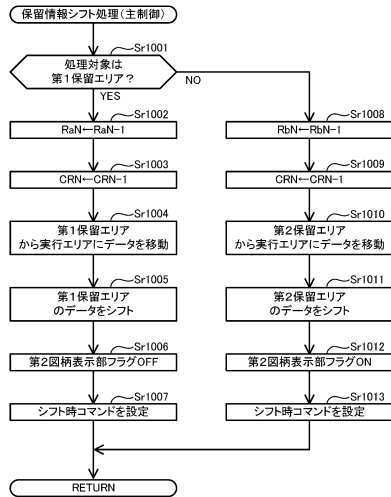 保留情報シフト処理(主制御)
Sr1001
処理対象は
第1保留エリア？
YES
NO
Sr1002
RaN←RaN-1
Sr1003
CRN←CRN-1
Sr1004
第1保留エリア
から実行エリアにデータを移動
Sr1005
第1保留エリア
のデータをシフト
Sr1006
第2図柄表示部フラグOFF
Sr1007
シフト時コマンドを設定
Sr1008
RbN←RbN-1
Sr1009
CRN←CRN-1
Sr1010
第2保留エリア
から実行エリアにデータを移動
Sr1011
第2保留エリア
のデータをシフト
Sr1012
第2図柄表示部フラグON
Sr1013
シフト時コマンドを設定
RETURN